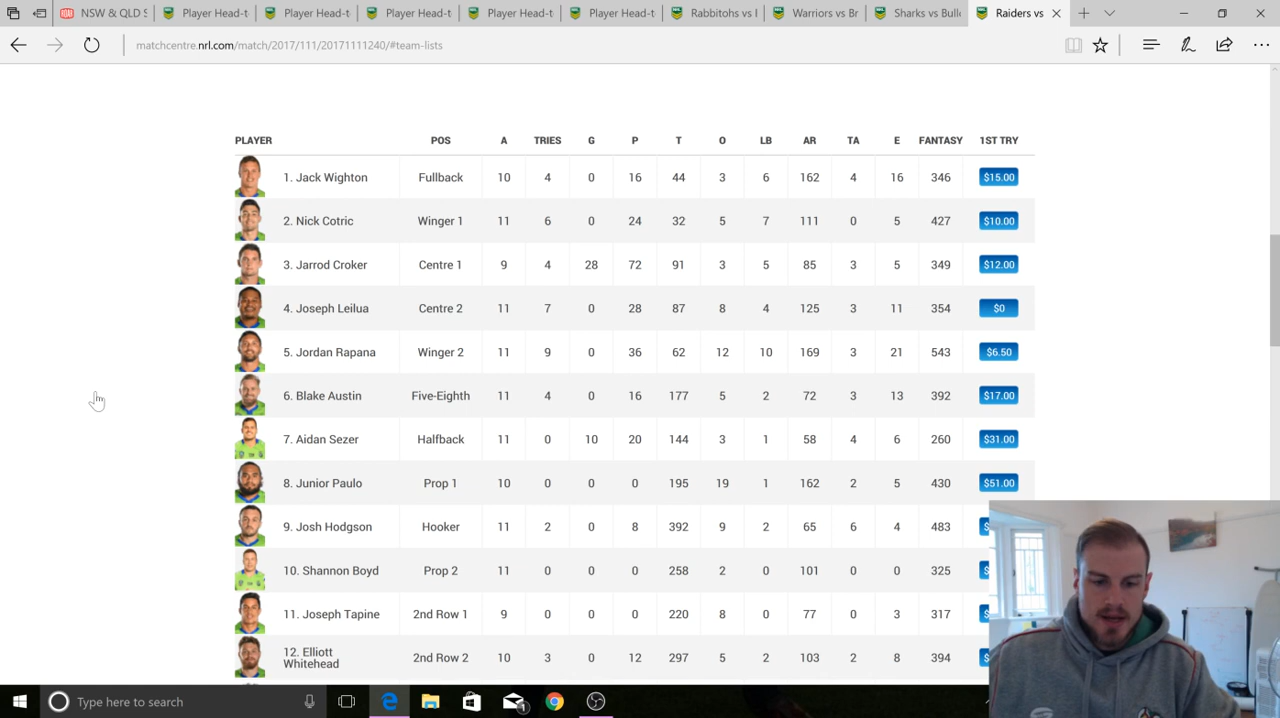 NSW & QLD S
Player Head-t
Player Head-t
Player Head-t
Player Head-t
Rabbitohs vs I
Warriors vs D
Sharks vs Bull
Raiders vs
matchcentre.nrl.com/match/2017/111/20171111240/#team-lists
PLAYER POS A TRIES G P T O LB AR TA E FANTASY 1ST TRY
1. Jack Wighton Fullback 10 4 0 16 44 3 6 162 4 16 346 $15.00
Nick Cotric Winger 1 11 6 0 24 32 5 7 111 0 5 427 $10.00
3. Jarrod Croker Centre 1 9 28 72 91 3 5 85 3 5 349 $12.00
ph Leilua Centre 2 7 0 28 87 8 4 125 3 11 354 $0
5. Jordan Rapana Winger 2 11 9 0 36 62 12 10 169 3 21 543 $6.50
6. Blake Austin Five-Eighth 11 0 16 177 5 2 72 3 13 392 $17.00
7. Aidan Sezer Halfback 11 0 10 20 144 3 1 58 4 6 260 $31.00
8. Junior Paulo Prop 1 10 0 0 0 195 19 1 162 2 5 430 $51.00
9. Josh Hodgson Hooker 11 2 0 8 392 9 2 65 6 4 483 $
10. Shannon Boyd Prop 2 11 0 0 0 258 2 0 101 0 0 325 $
11. Joseph Tapine 2nd Row 1 9 0 0 0 220 8 0 77 0 3 317 $
12. Elliott
Whitehead 2nd Row 2 10 3 0 12 297 5 2 103 2 8 394 $
Type here to search